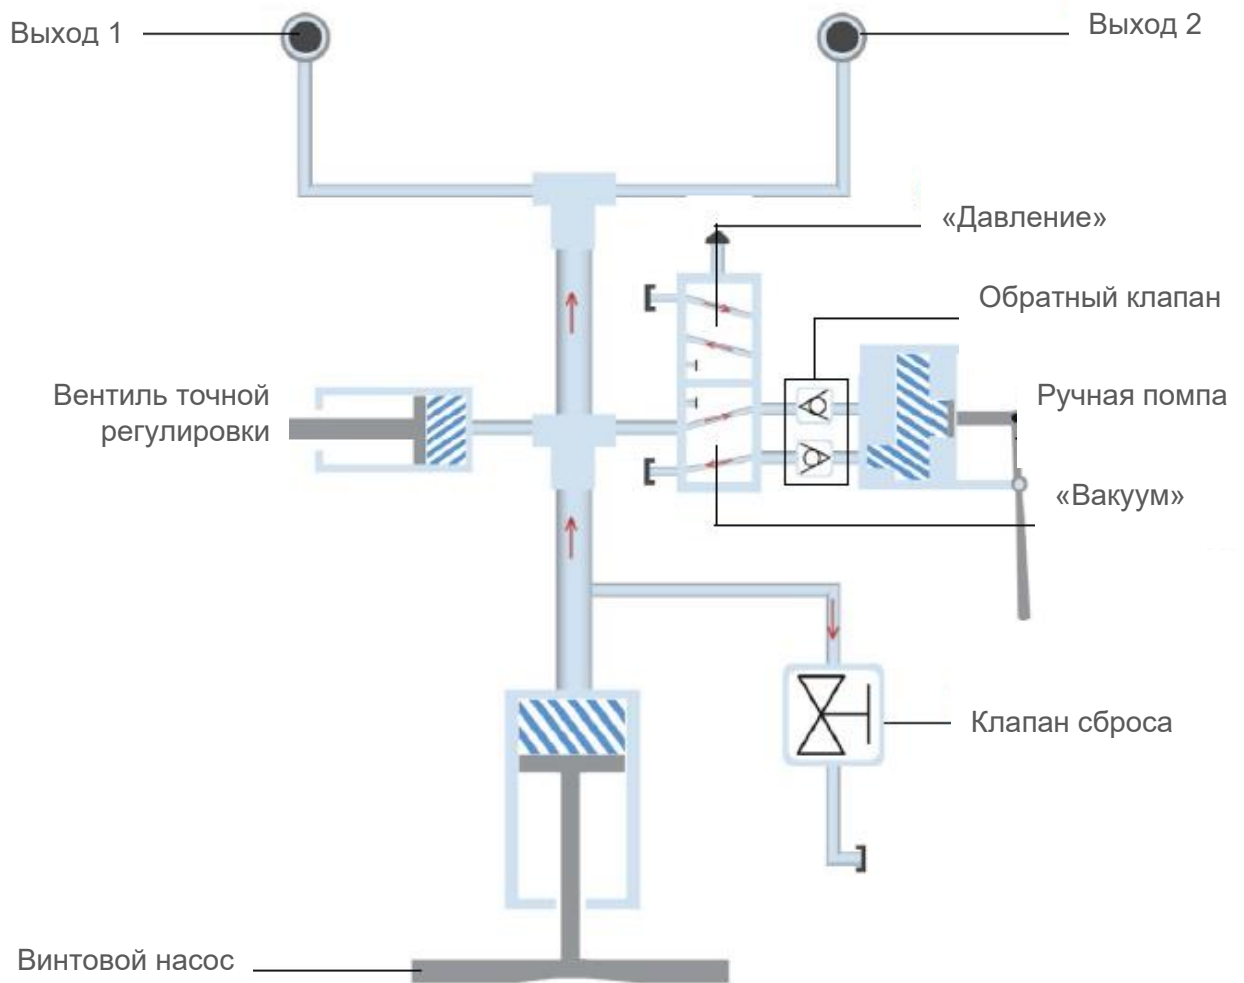 Выход 1
Выход 2
«Давление»
Обратный клапан
Вентиль точной
регулировки
Ручная помпа
«Вакуум»
Клапан сброса
Винтовой насос